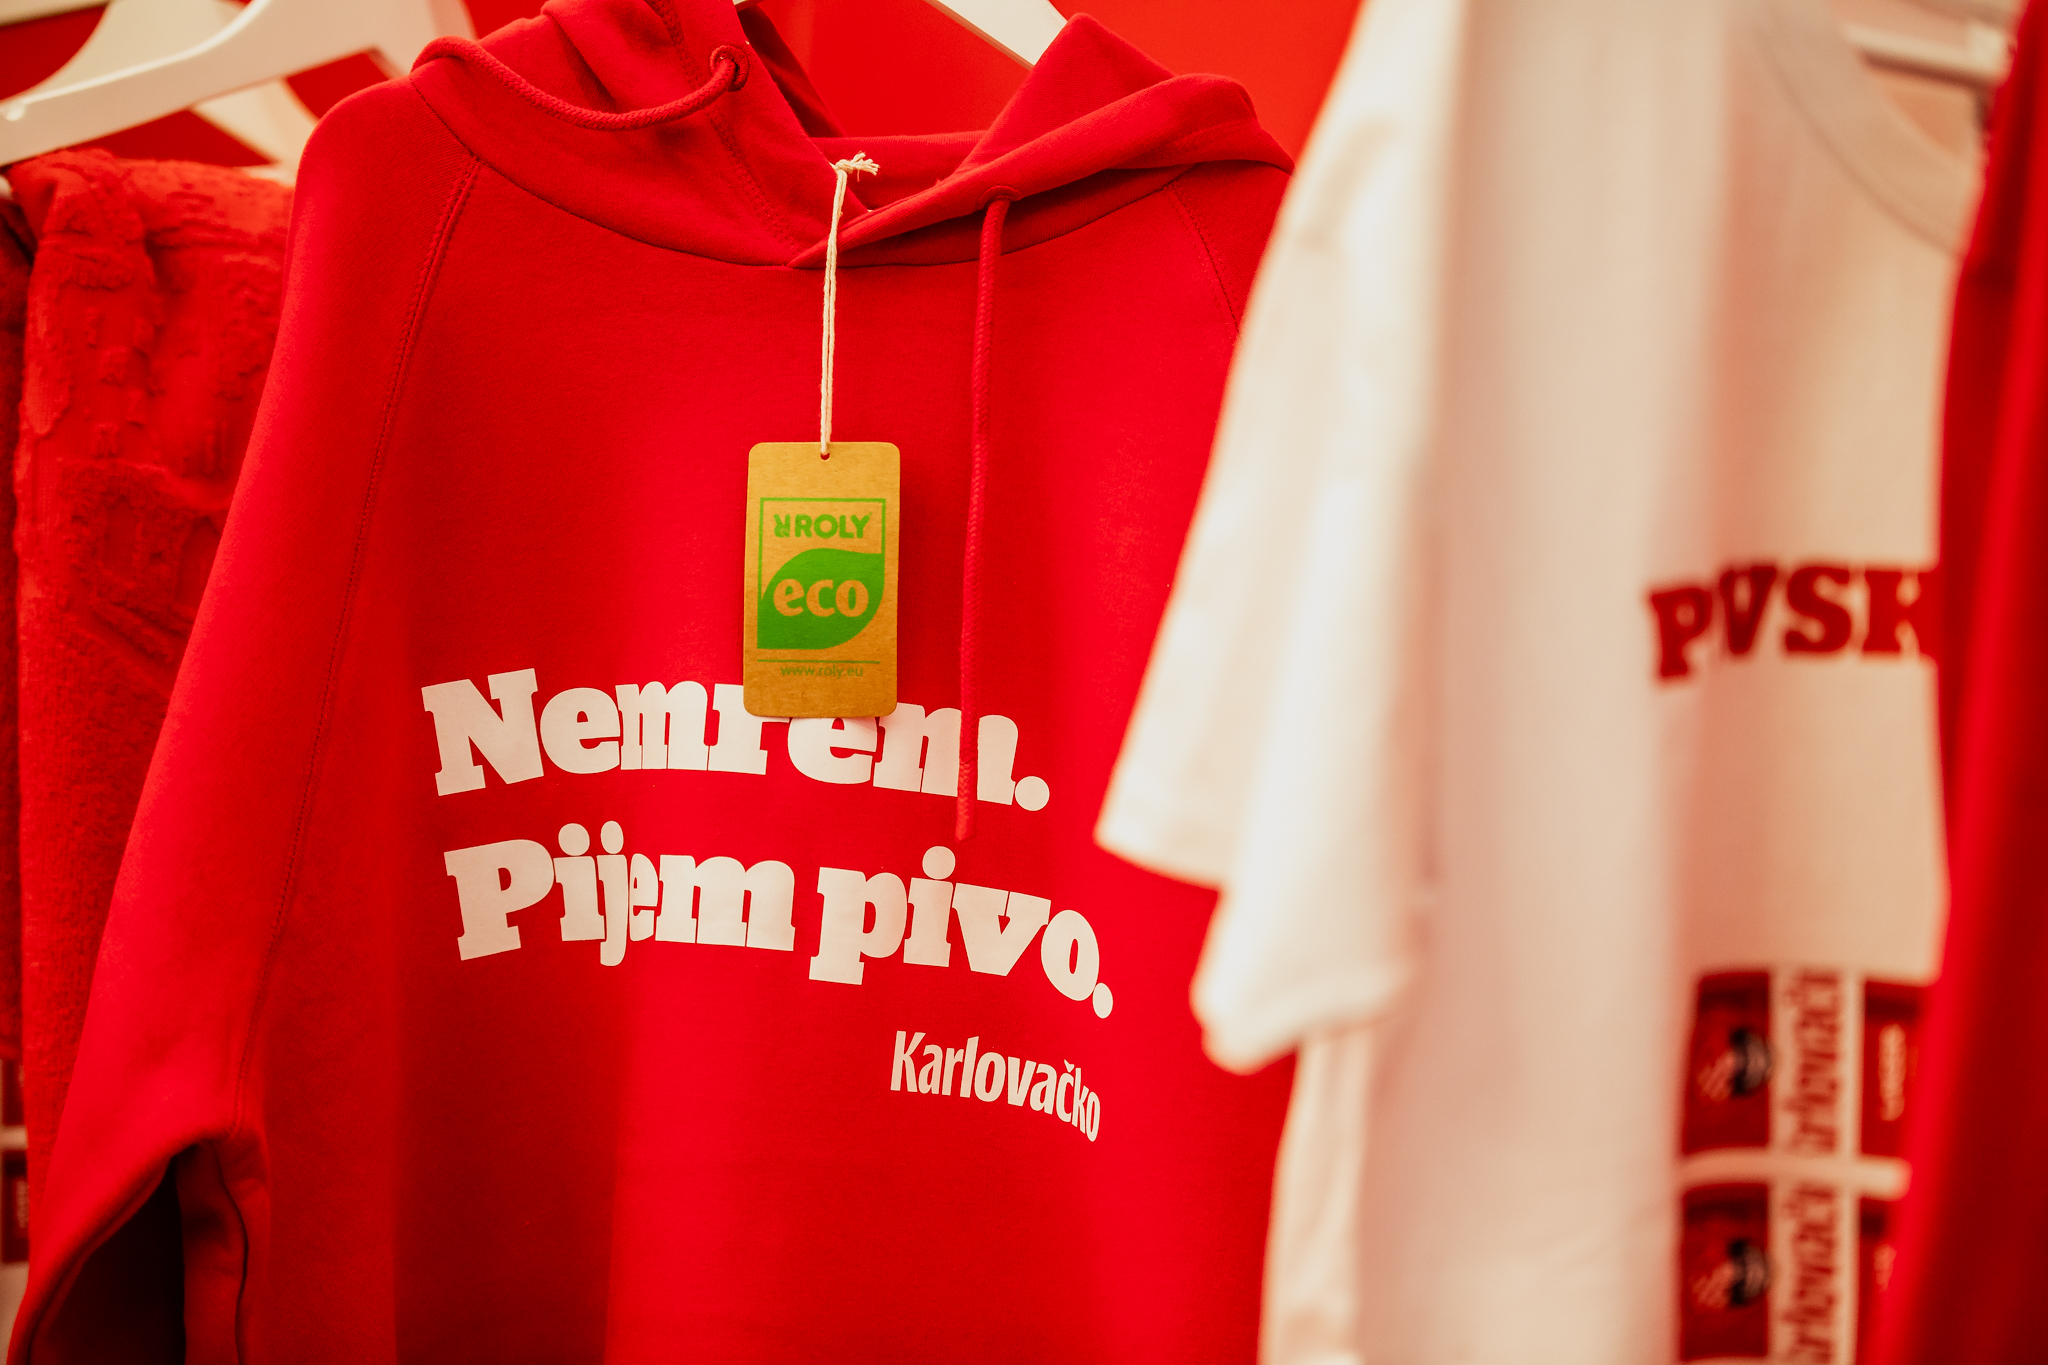 ROLY
eco
www.roly.eu
Nemrem.
Pijem pivo.
Karlovačko